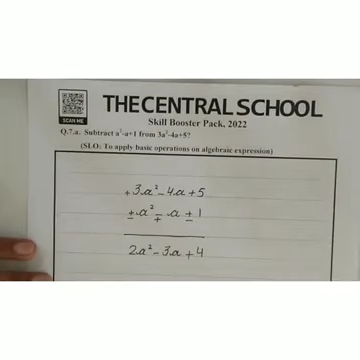 SCAN ME
THE CENTRAL SCHOOL
Skill Booster Pack, 2022
Q.7.a. Subtract a²-a+1 from 3a²-4a+5?
(SLO: To apply basic operations on algebraic expression)
+3a²-4a+5
±a²∓a±1
2a²-3a+4